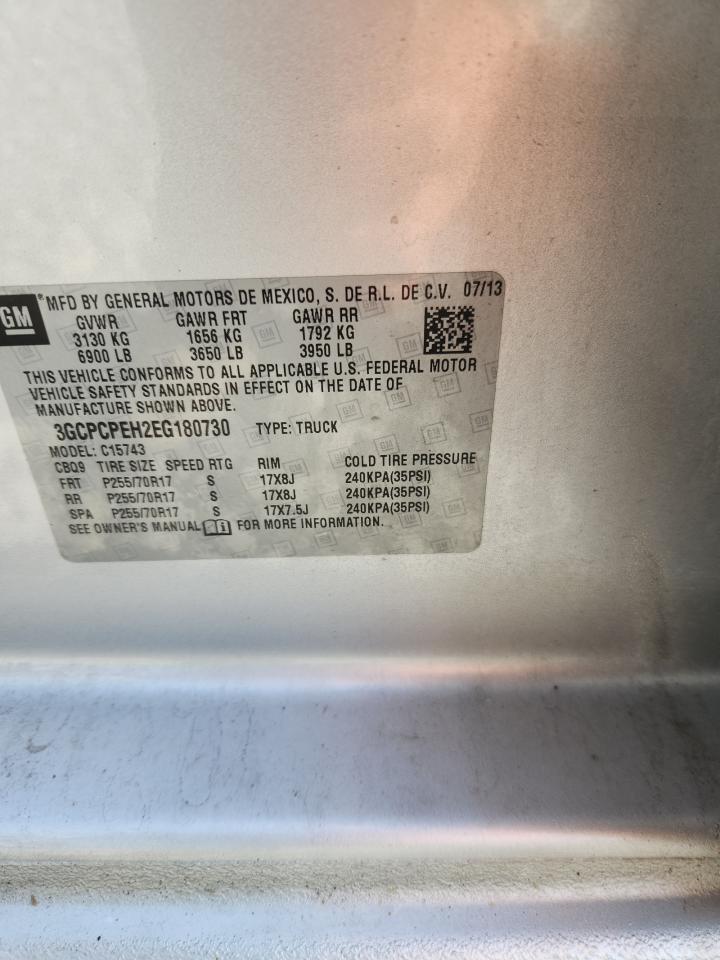 GM ® MFD BY GENERAL MOTORS DE MEXICO, S. DE R.L. DE C.V. 07/13
GVWR GAWR FRT GAWR RR
3130 KG 1656 KG 1792 KG
6900 LB 3650 LB 3950 LB
THIS VEHICLE CONFORMS TO ALL APPLICABLE U.S. FEDERAL MOTOR
VEHICLE SAFETY STANDARDS IN EFFECT ON THE DATE OF
MANUFACTURE SHOWN ABOVE.
3GCPCPEH2EG180730 TYPE: TRUCK
MODEL: C15743
CBQ9 TIRE SIZE SPEED RTG RIM COLD TIRE PRESSURE
FRT P255/70R17 S 17X8J 240KPA(35PSI)
RR P255/70R17 S 17X8J 240KPA(35PSI)
SPA P255/70R17 S 17X7.5J 240KPA(35PSI)
SEE OWNER'S MANUAL FOR MORE INFORMATION.